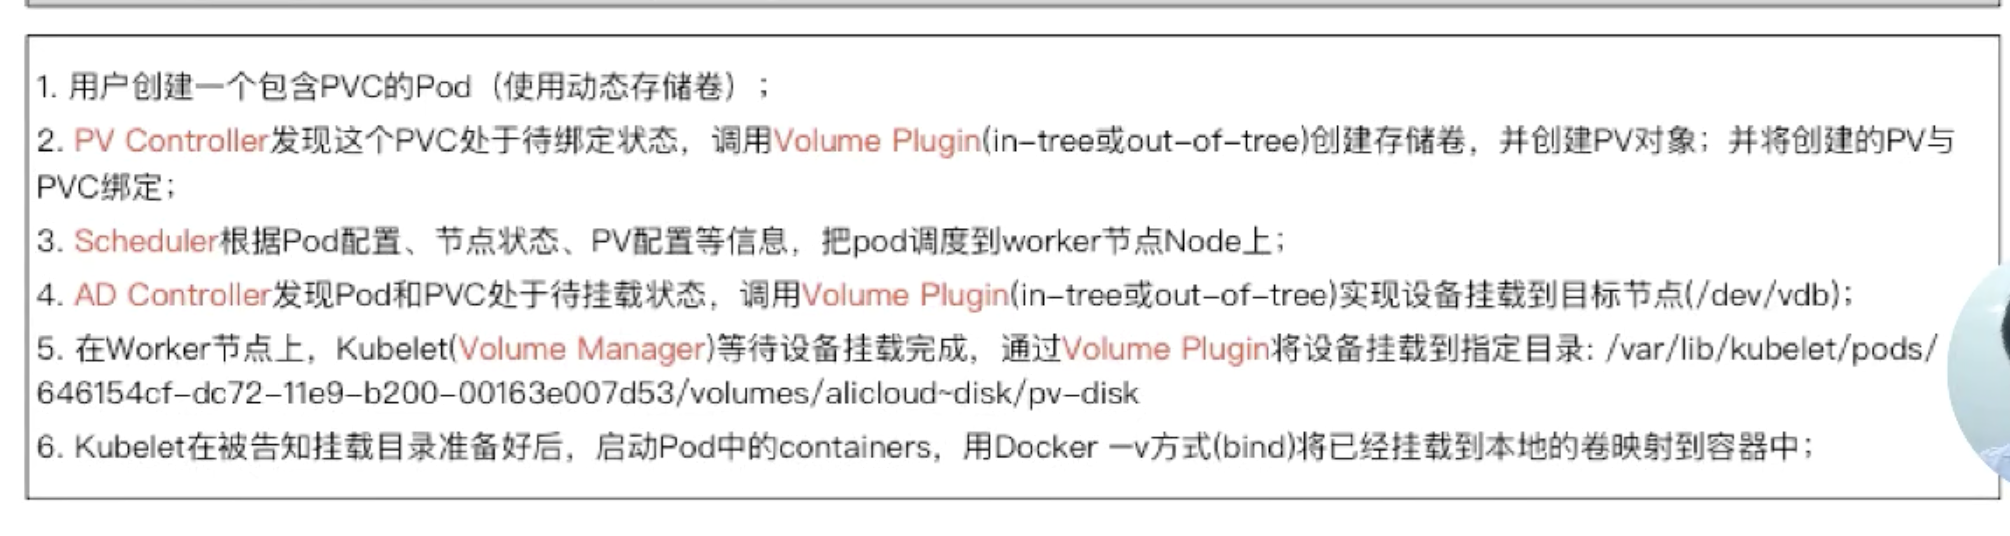 1. 用户创建一个包含PVC的Pod（使用动态存储卷）；
2. PV Controller发现这个PVC处于待绑定状态，调用Volume Plugin(in-tree或out-of-tree)创建存储卷，并创建PV对象；并将创建的PV与
PVC绑定；
3. Scheduler根据Pod配置、节点状态、PV配置等信息，把pod调度到worker节点Node上；
4. AD Controller发现Pod和PVC处于待挂载状态，调用Volume Plugin(in-tree或out-of-tree)实现设备挂载到目标节点(/dev/vdb)；
5. 在Worker节点上，Kubelet(Volume Manager)等待设备挂载完成，通过Volume Plugin将设备挂载到指定目录: /var/lib/kubelet/pods/
646154cf-dc72-11e9-b200-00163e007d53/volumes/alicloud~disk/pv-disk
6. Kubelet在被告知挂载目录准备好后，启动Pod中的containers，用Docker —v方式(bind)将已经挂载到本地的卷映射到容器中；